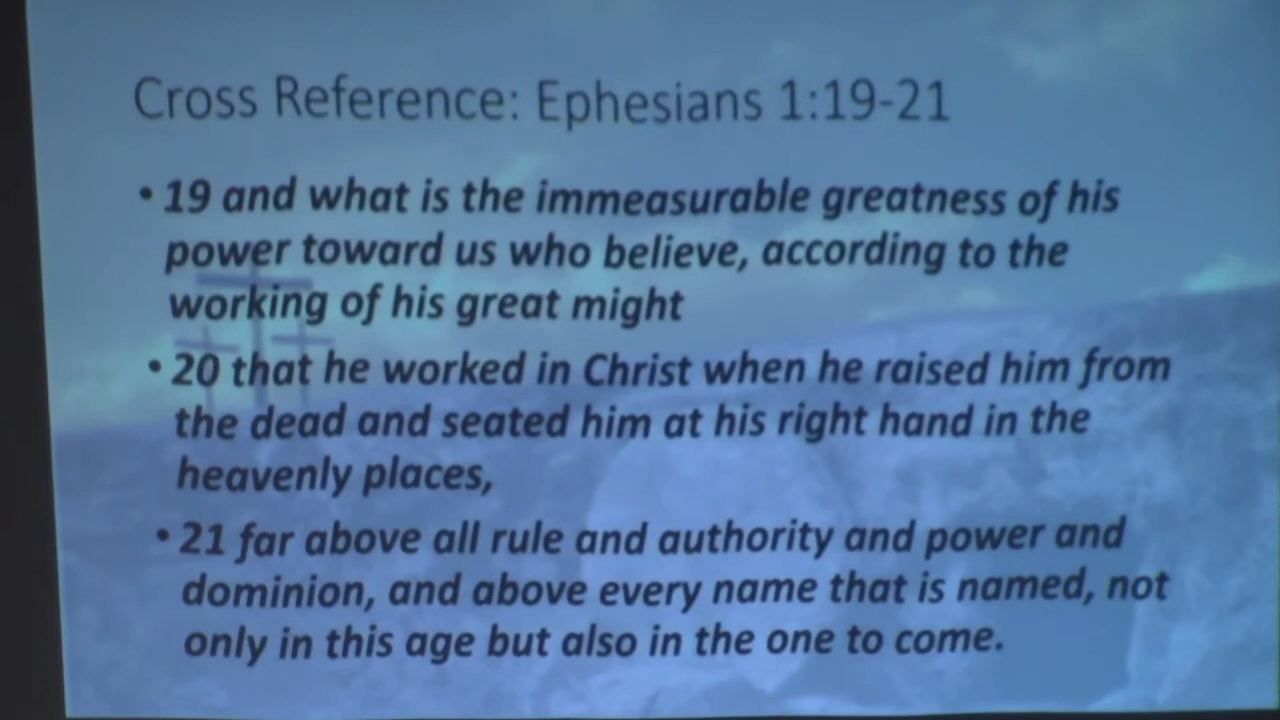 Cross Reference: Ephesians 1:19-21
• 19 and what is the immeasurable greatness of his
power toward us who believe, according to the
working of his great might
• 20 that he worked in Christ when he raised him from
the dead and seated him at his right hand in the
heavenly places,
• 21 far above all rule and authority and power and
dominion, and above every name that is named, not
only in this age but also in the one to come.